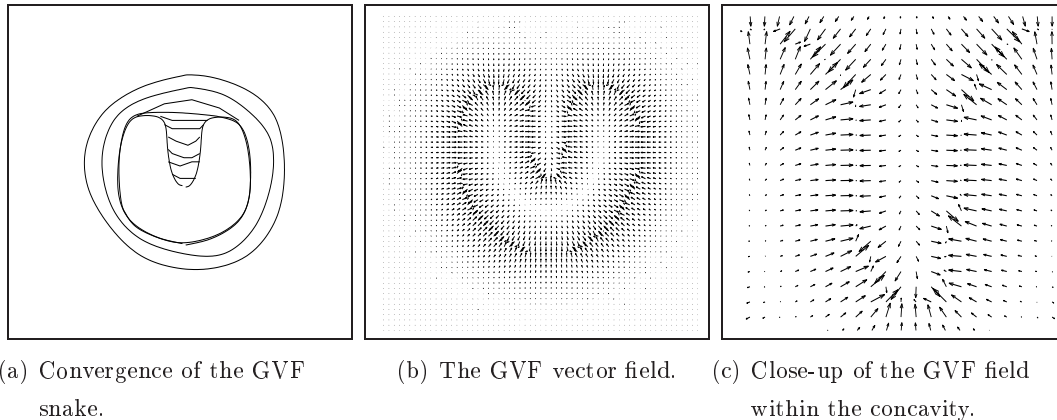 (a) Convergence of the GVF
snake.
(b) The GVF vector field.
(c) Close-up of the GVF field
within the concavity.